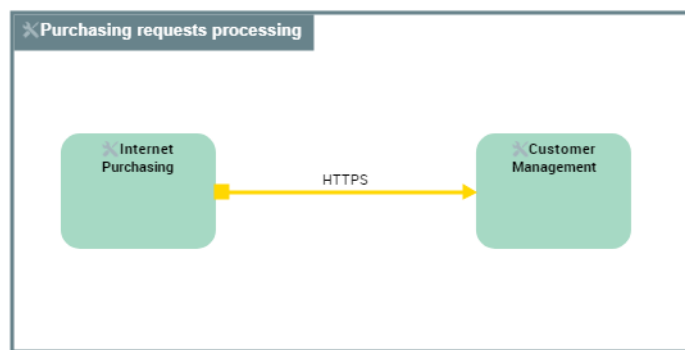 Purchasing requests processing
Internet
Purchasing
HTTPS
Customer
Management